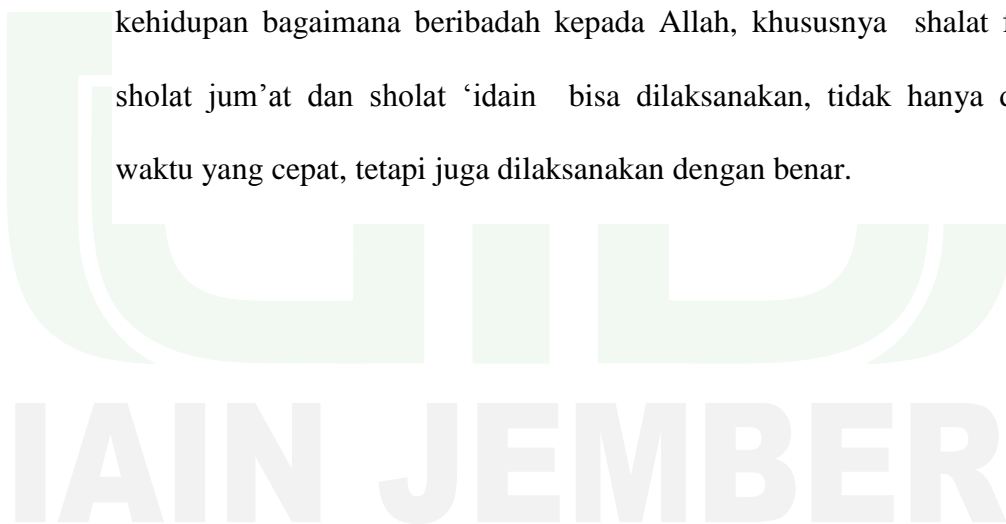 kehidupan bagaimana beribadah kepada Allah, khususnya shalat
sholat jum’at dan sholat ‘idain bisa dilaksanakan, tidak hanya
waktu yang cepat, tetapi juga dilaksanakan dengan benar.
IAIN JEMBER